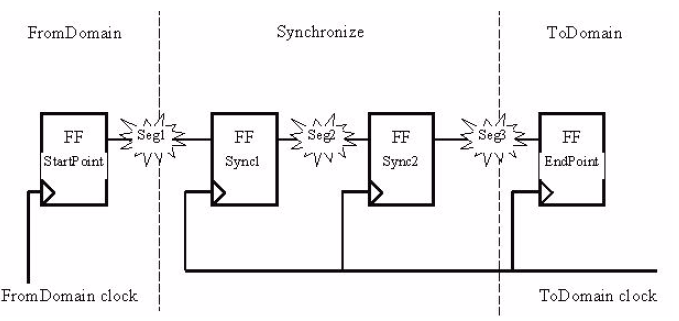 FromDomain
Synchronize
ToDomain
FF
StartPoint
Seg1
FF
Sync1
Seg2
FF
Sync2
Seg3
FF
EndPoint
FromDomain clock
ToDomain clock